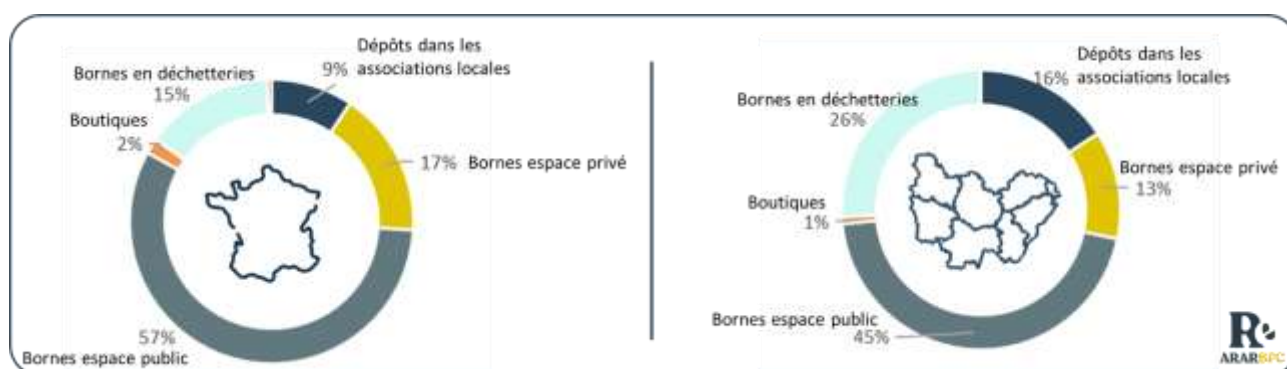 Dépôts dans les
associations locales
9%
Bornes en déchetteries
15%
Boutiques
2%
17% Bornes espace privé
57%
Bornes espace public
Dépôts dans les
associations locales
16%
Bornes en déchetteries
26%
Bornes espace privé
13%
Boutiques
1%
Bornes espace public
45%
R
ARARBFC